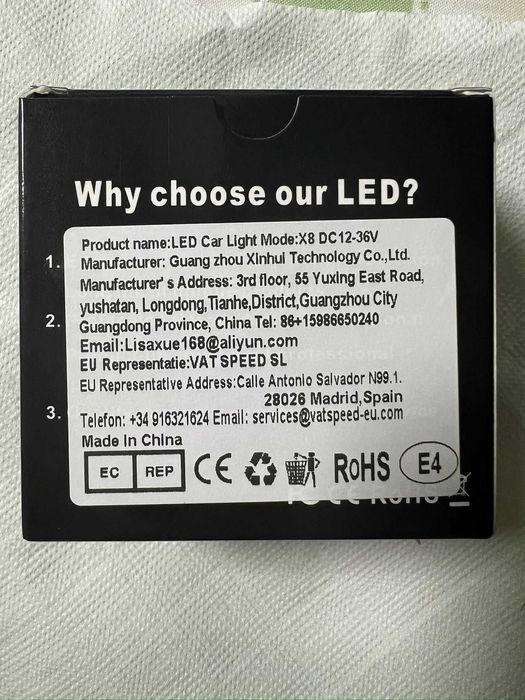 Why choose our LED?
Product name:LED Car Light Mode:X8 DC12-36V
1. Manufacturer: Guang zhou Xinhui Technology Co.,Ltd.
Manufacturer's Address: 3rd floor, 55 Yuxing East Road,
yushatan, Longdong,Tianhe,District,Guangzhou City
2. Guangdong Province, China Tel: 86+15986650240
Email:Lisaxue168@aliyun.com
EU Representatie:VAT SPEED SL
EU Representative Address:Calle Antonio Salvador N99.1.
28026 Madrid,Spain
3. Telefon: +34 916321624 Email: services@vatspeed-eu.com
Made in China
EC REP CE RoHS E4
FC CE RoHS